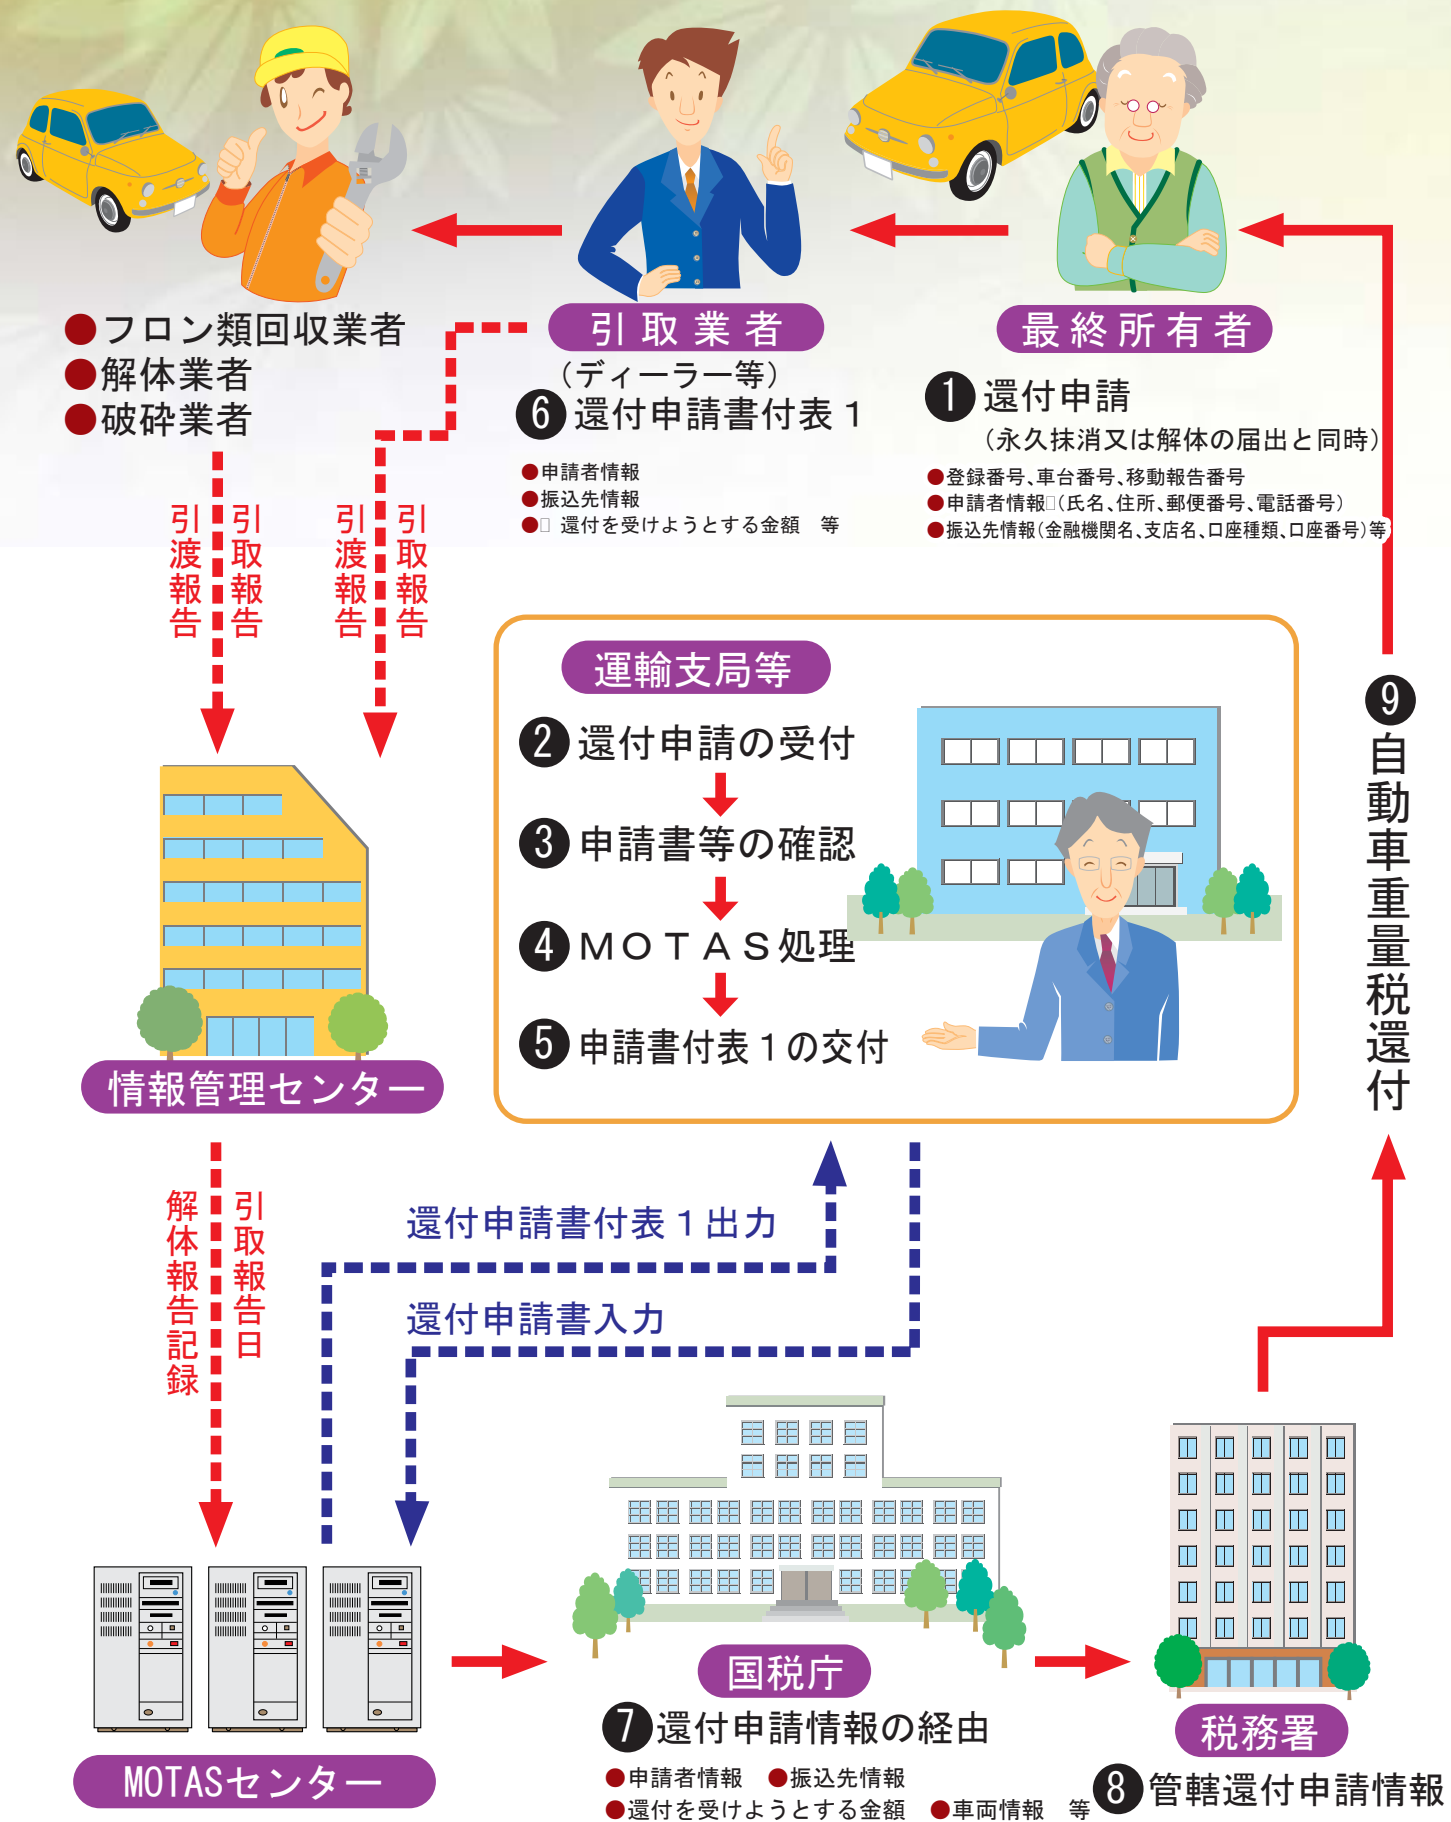 ●フロン類回収業者
●解体業者
●破砕業者
引取業者
(ディーラー等)
❻還付申請書付表1
●申請者情報
●振込先情報
●□ 還付を受けようとする金額 等
最終所有者
❶還付申請
(永久抹消又は解体の届出と同時)
●登録番号、車台番号、移動報告番号
●申請者情報□(氏名、住所、郵便番号、電話番号)
●振込先情報(金融機関名、支店名、口座種類、口座番号)等
引渡報告
引取報告
引渡報告
引取報告
運輸支局等
❷還付申請の受付
❸申請書等の確認
❹MOTAS処理
❺申請書付表1の交付
❾自動車重量税還付
情報管理センター
解体報告記録
引取報告日
還付申請書付表1出力
還付申請書入力
MOTASセンター
国税庁
❼還付申請情報の経由
●申請者情報 ●振込先情報
●還付を受けようとする金額 ●車両情報 等
税務署
❽管轄還付申請情報